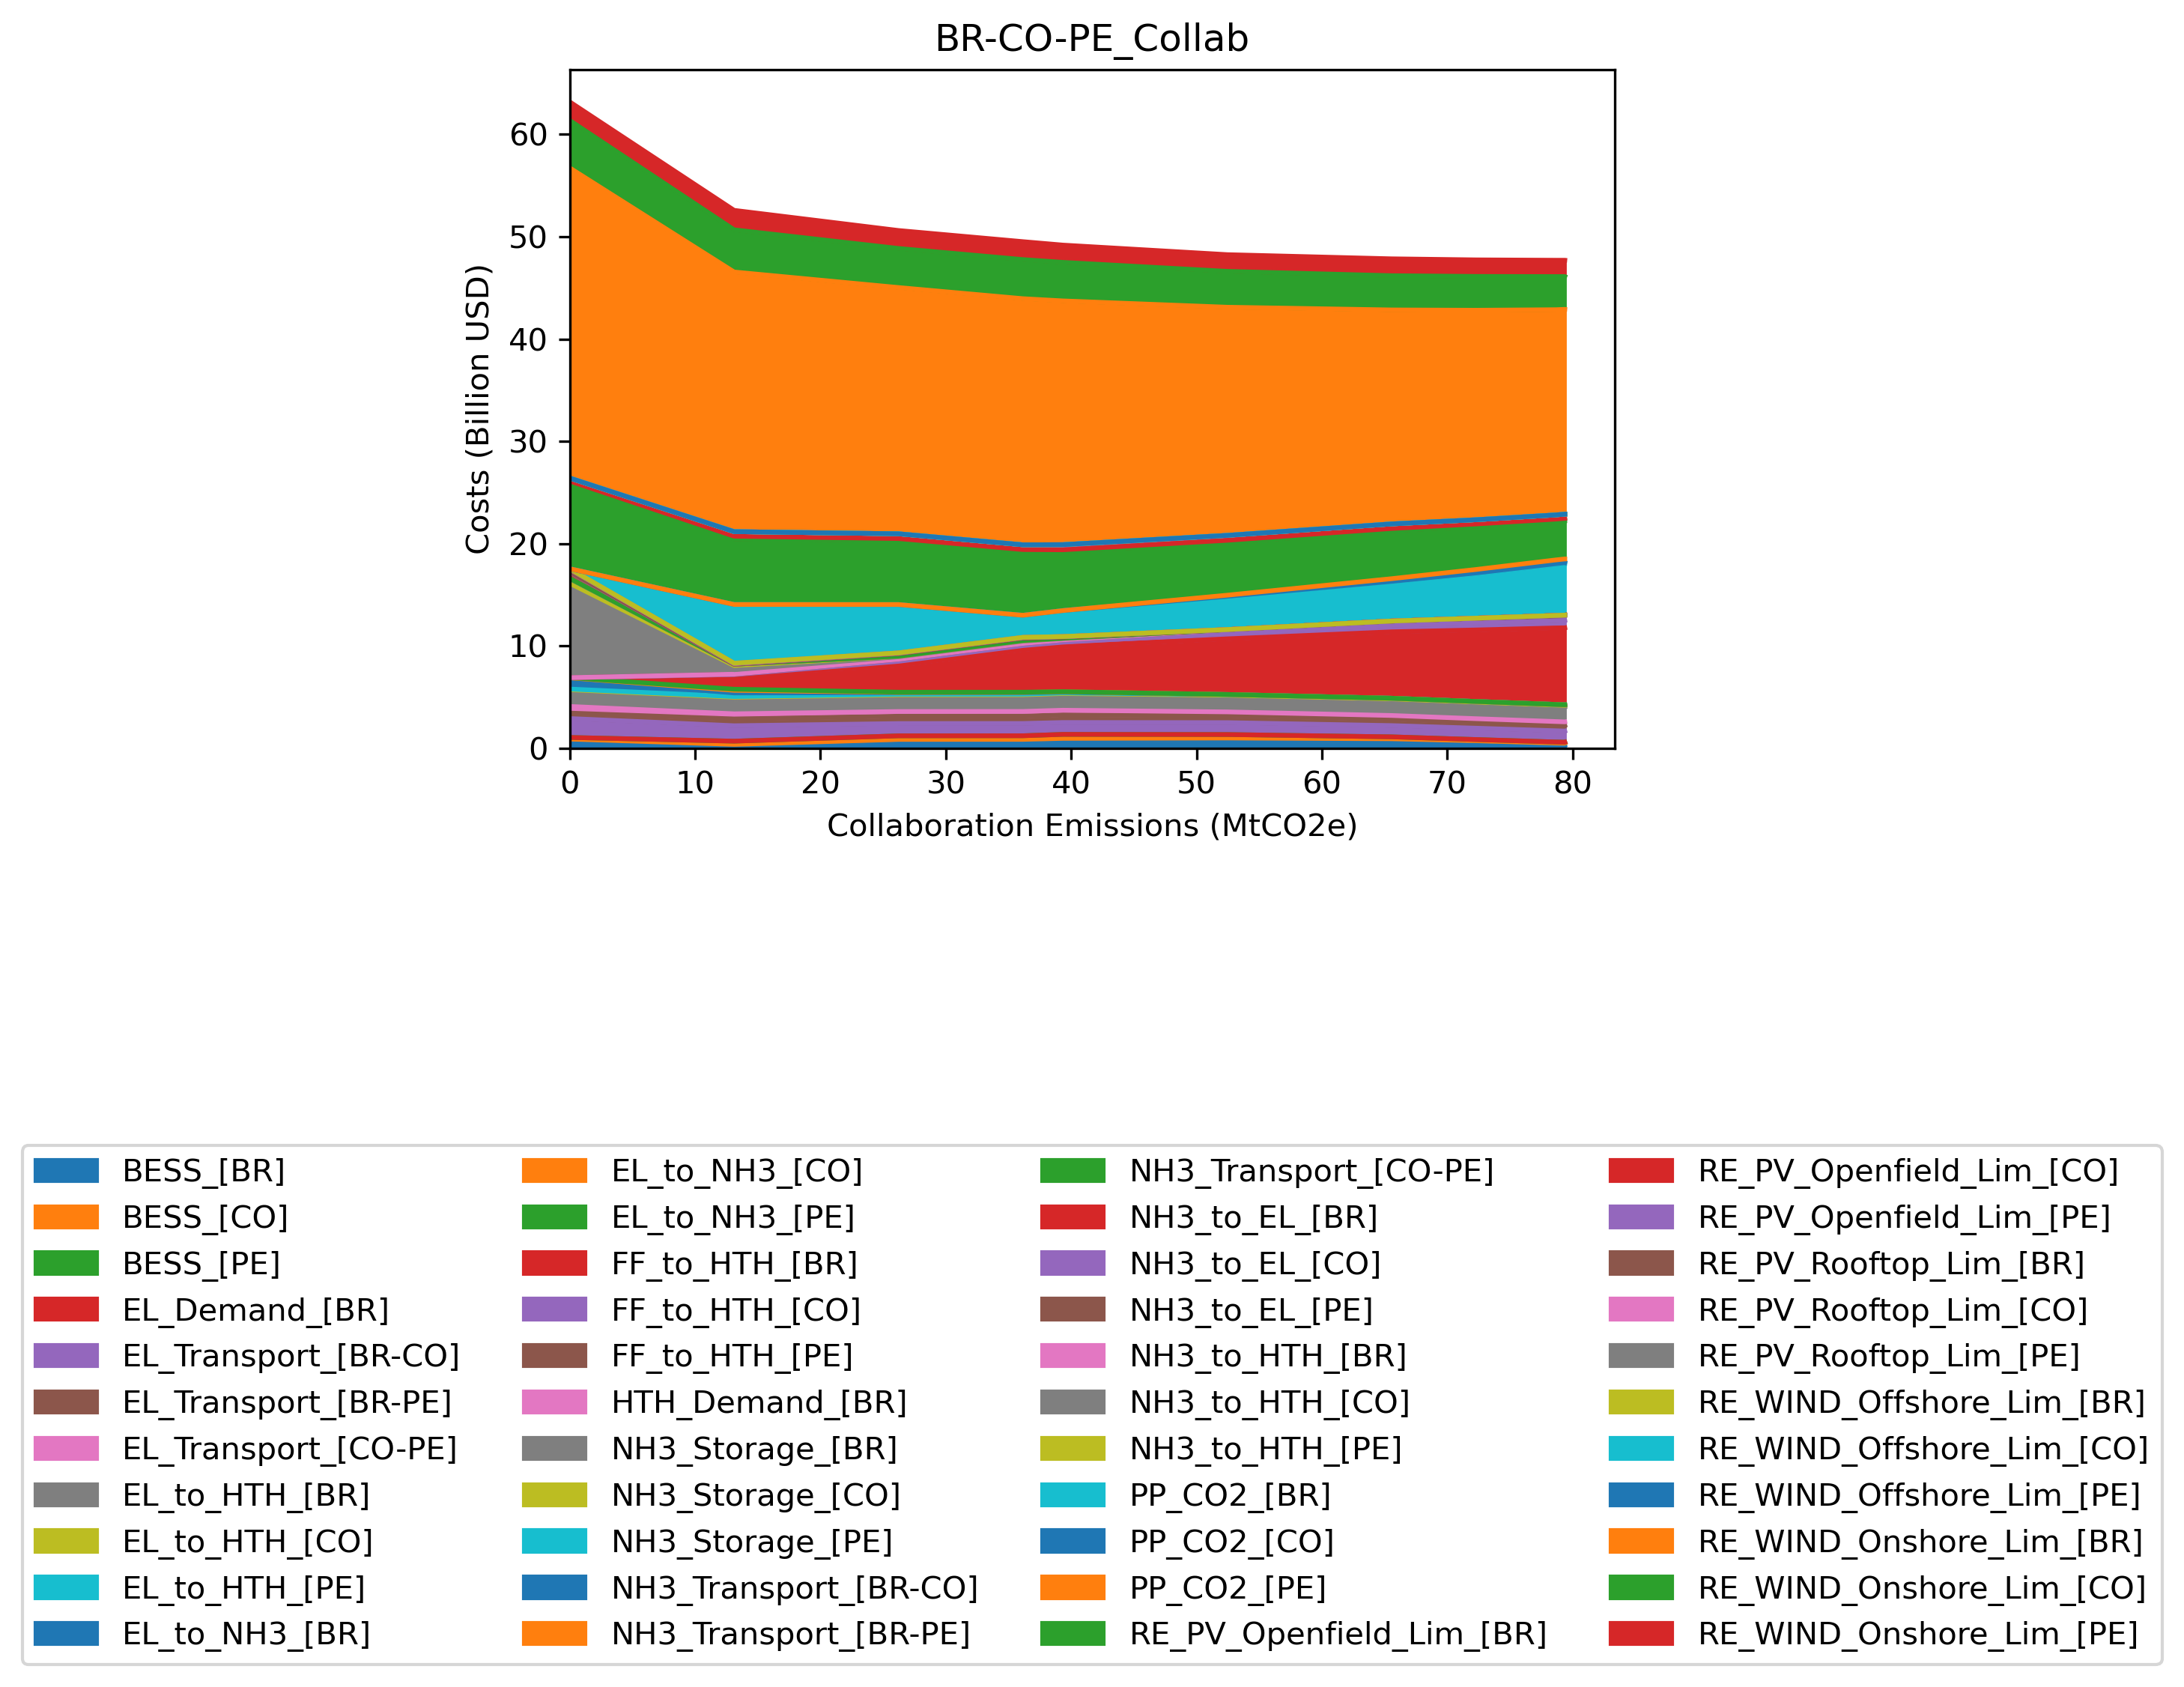 BR-CO-PE_Collab
60
50
40
30
20
10
0
Costs (Billion USD)
0 10 20 30 40 50 60 70 80
Collaboration Emissions (MtCO2e)
BESS_[BR]
BESS_[CO]
BESS_[PE]
EL_Demand_[BR]
EL_Transport_[BR-CO]
EL_Transport_[BR-PE]
EL_Transport_[CO-PE]
EL_to_HTH_[BR]
EL_to_HTH_[CO]
EL_to_HTH_[PE]
EL_to_NH3_[BR]
EL_to_NH3_[CO]
EL_to_NH3_[PE]
FF_to_HTH_[BR]
FF_to_HTH_[CO]
FF_to_HTH_[PE]
HTH_Demand_[BR]
NH3_Storage_[BR]
NH3_Storage_[CO]
NH3_Storage_[PE]
NH3_Transport_[BR-CO]
NH3_Transport_[BR-PE]
NH3_Transport_[CO-PE]
NH3_to_EL_[BR]
NH3_to_EL_[CO]
NH3_to_EL_[PE]
NH3_to_HTH_[BR]
NH3_to_HTH_[CO]
NH3_to_HTH_[PE]
PP_CO2_[BR]
PP_CO2_[CO]
PP_CO2_[PE]
RE_PV_Openfield_Lim_[BR]
RE_PV_Openfield_Lim_[CO]
RE_PV_Openfield_Lim_[PE]
RE_PV_Rooftop_Lim_[BR]
RE_PV_Rooftop_Lim_[CO]
RE_PV_Rooftop_Lim_[PE]
RE_WIND_Offshore_Lim_[BR]
RE_WIND_Offshore_Lim_[CO]
RE_WIND_Offshore_Lim_[PE]
RE_WIND_Onshore_Lim_[BR]
RE_WIND_Onshore_Lim_[CO]
RE_WIND_Onshore_Lim_[PE]